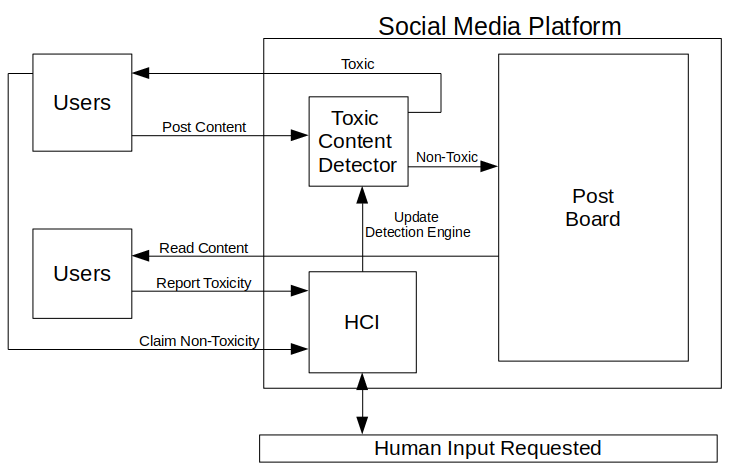 Social Media Platform
Toxic
Users
Post Content
Toxic
Content
Detector
Non-Toxic
Post
Board
Update
Detection Engine
Read Content
Users
Report Toxicity
HCI
Claim Non-Toxicity
Human Input Requested